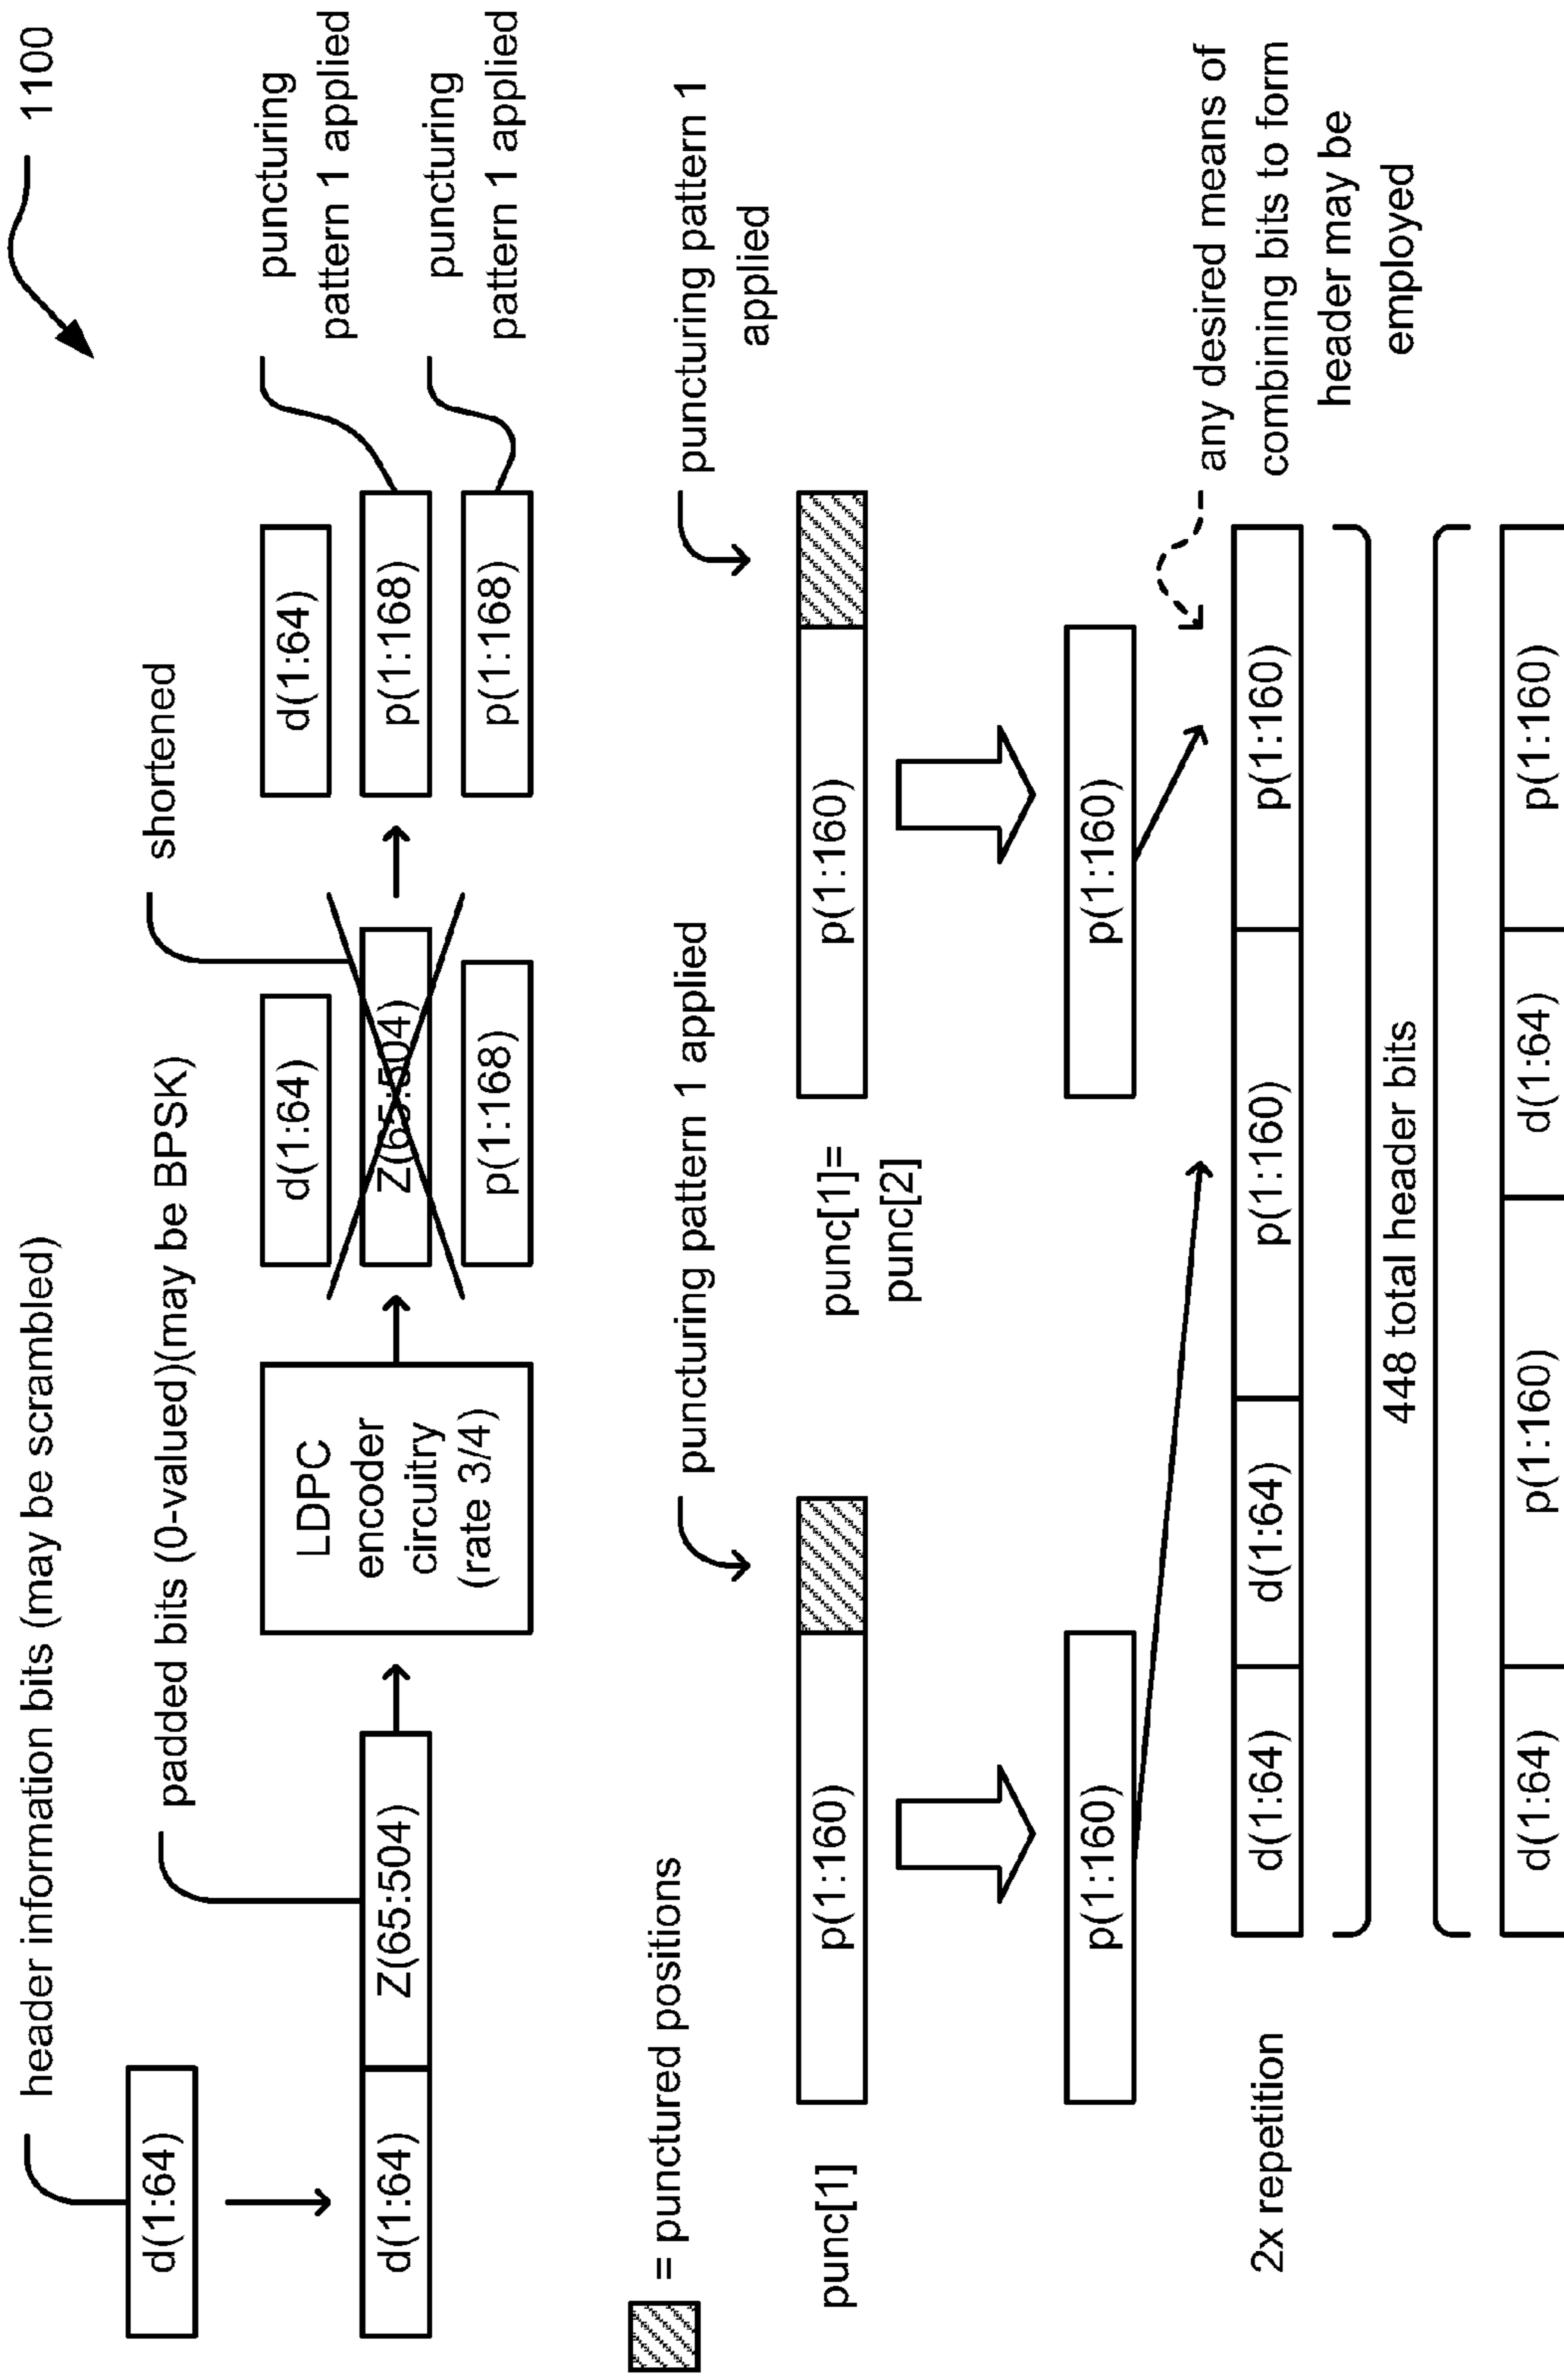 1100
header information bits (may be scrambled)
d(1:64)
padded bits (0-valued)(may be BPSK)
d(1:64)
Z(65:504)
LDPC
encoder
circuitry
(rate 3/4)
shortened
d(1:64)
Z(65:504)
p(1:168)
d(1:64)
p(1:168)
p(1:168)
puncturing
pattern 1 applied
puncturing
pattern 1 applied
= punctured positions
puncturing pattern 1 applied
punc[1]
p(1:160)
puncturing pattern 1
applied
punc[1]=
punc[2]
p(1:160)
p(1:160)
p(1:160)
any desired means of
combining bits to form
header may be
employed
2x repetition
d(1:64)
d(1:64)
p(1:160)
p(1:160)
448 total header bits
d(1:64)
p(1:160)
d(1:64)
p(1:160)